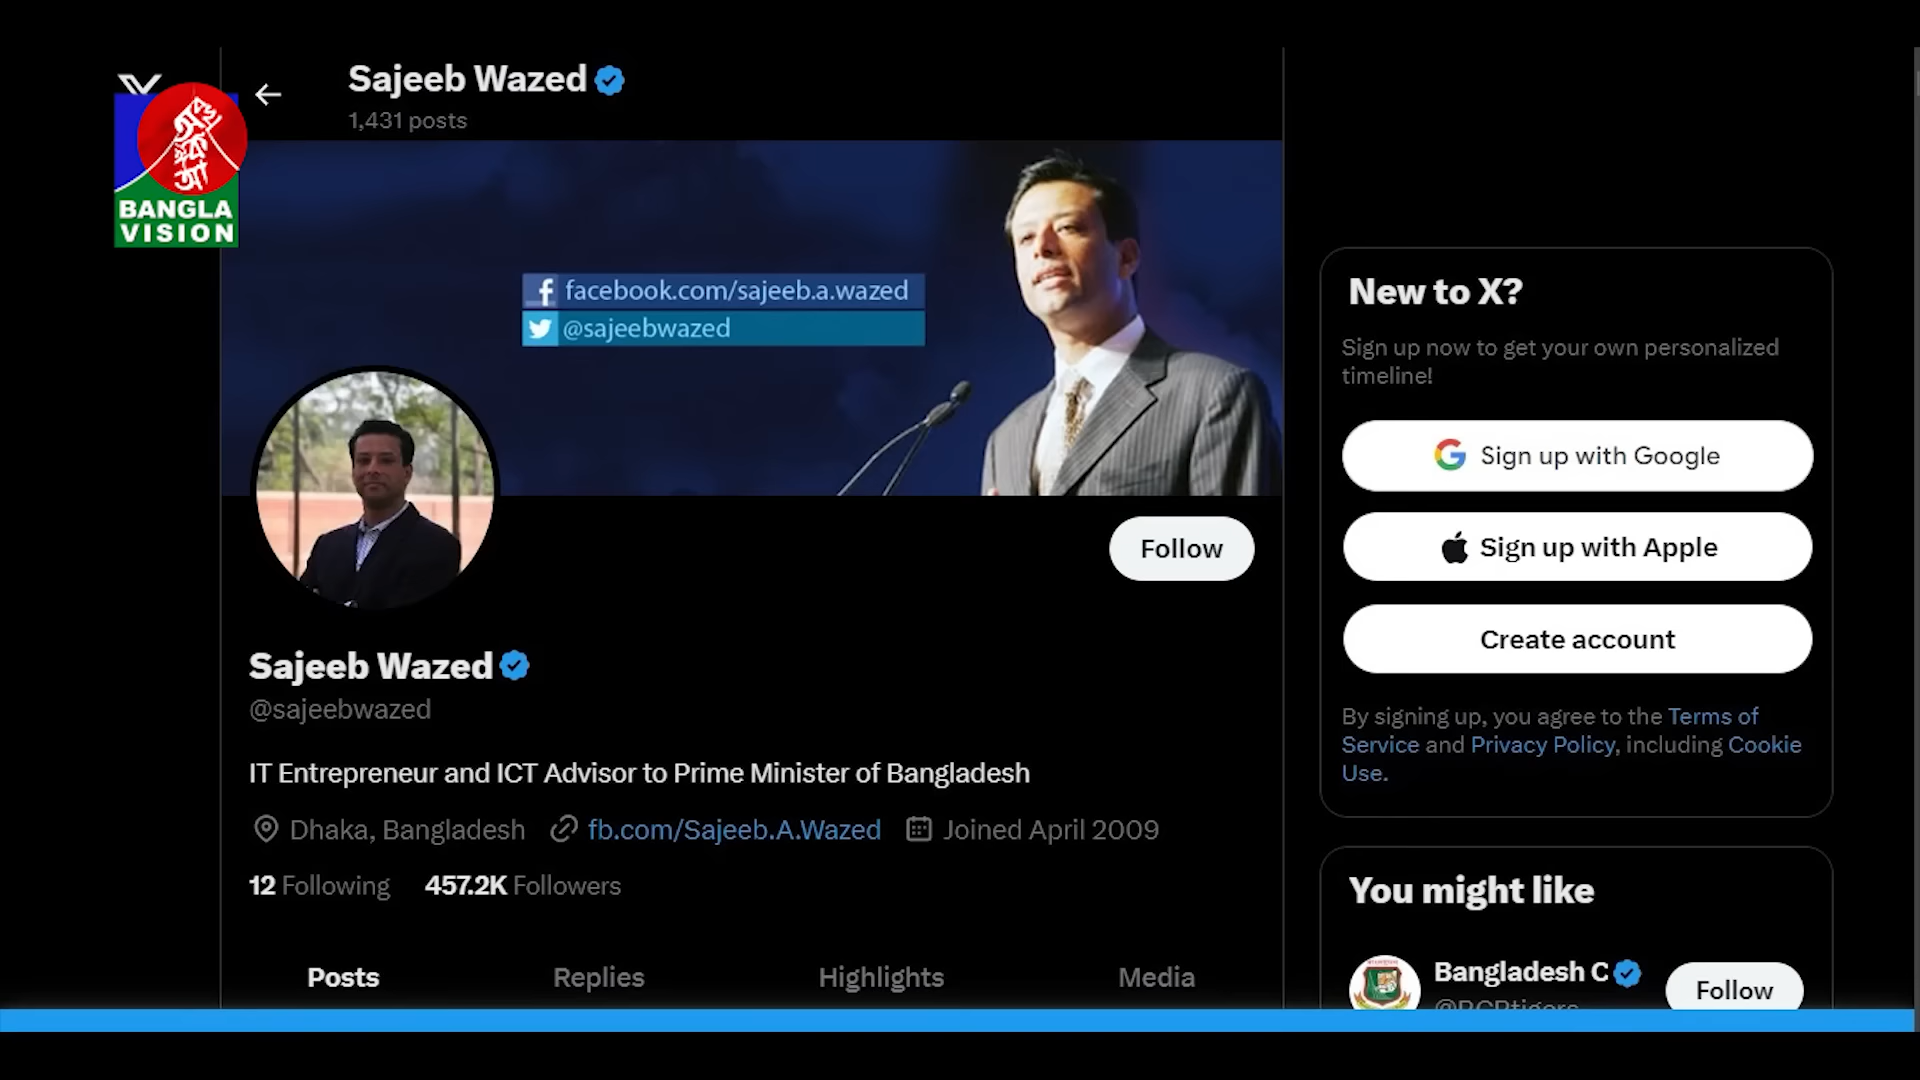 Sajeeb Wazed
1,431 posts
BANGLA
VISION
facebook.com/sajeeb.a.wazed
@sajeebwazed
Sajeeb Wazed
@sajeebwazed
IT Entrepreneur and ICT Advisor to Prime Minister of Bangladesh
Dhaka, Bangladesh fb.com/Sajeeb.A.Wazed Joined April 2009
12 Following 457.2K Followers
Follow
Posts Replies Highlights Media
New to X?
Sign up now to get your own personalized
timeline!
Sign up with Google
Sign up with Apple
Create account
By signing up, you agree to the Terms of
Service and Privacy Policy, including Cookie
Use.
You might like
Bangladesh C
@BCBtigers
Follow